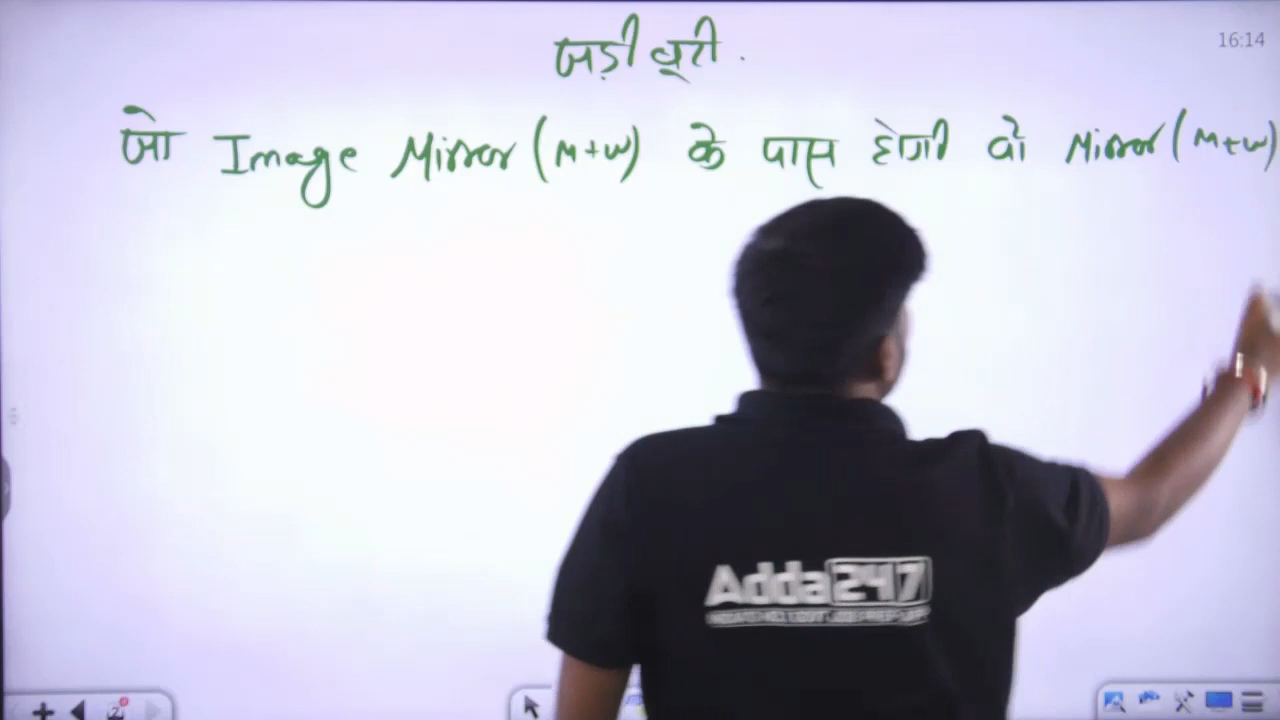 16:14
जड़ी बूटी .
जो Image Mirror (M+W) के पास होगी वो Mirror (M+W)
Adda247